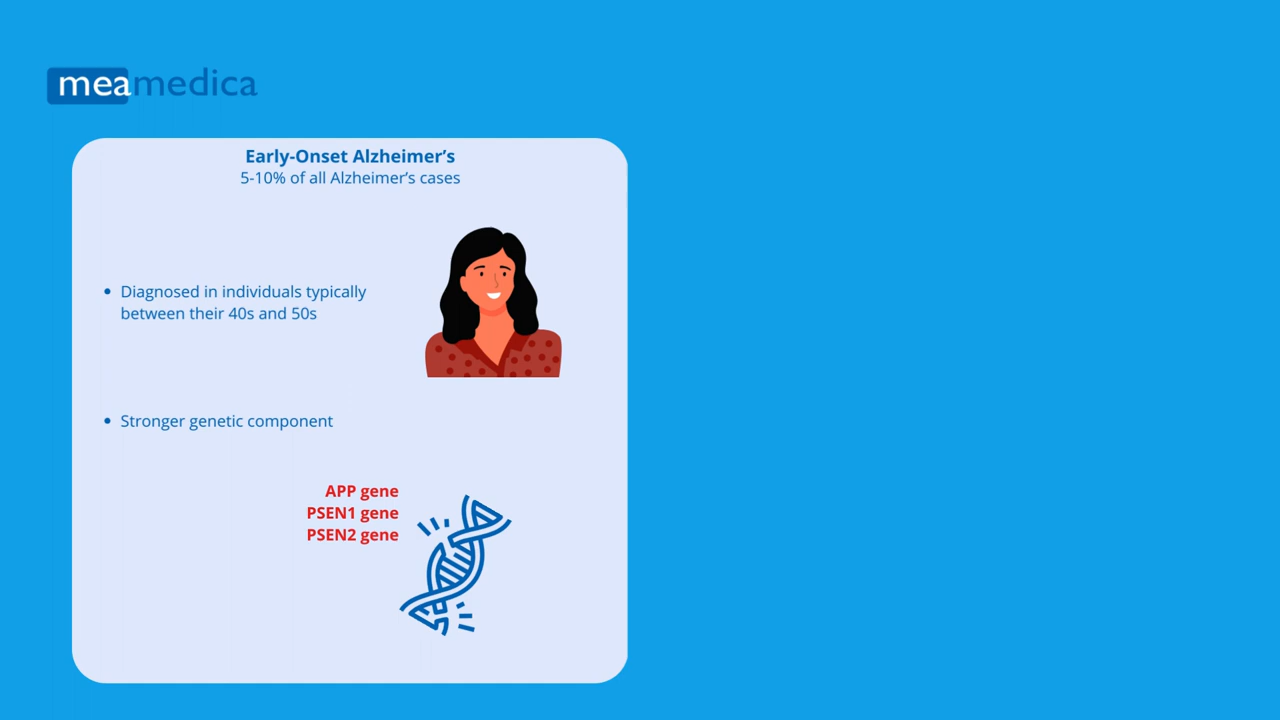 meamedica
Early-Onset Alzheimer’s
5-10% of all Alzheimer’s cases
• Diagnosed in individuals typically
between their 40s and 50s
• Stronger genetic component
APP gene
PSEN1 gene
PSEN2 gene